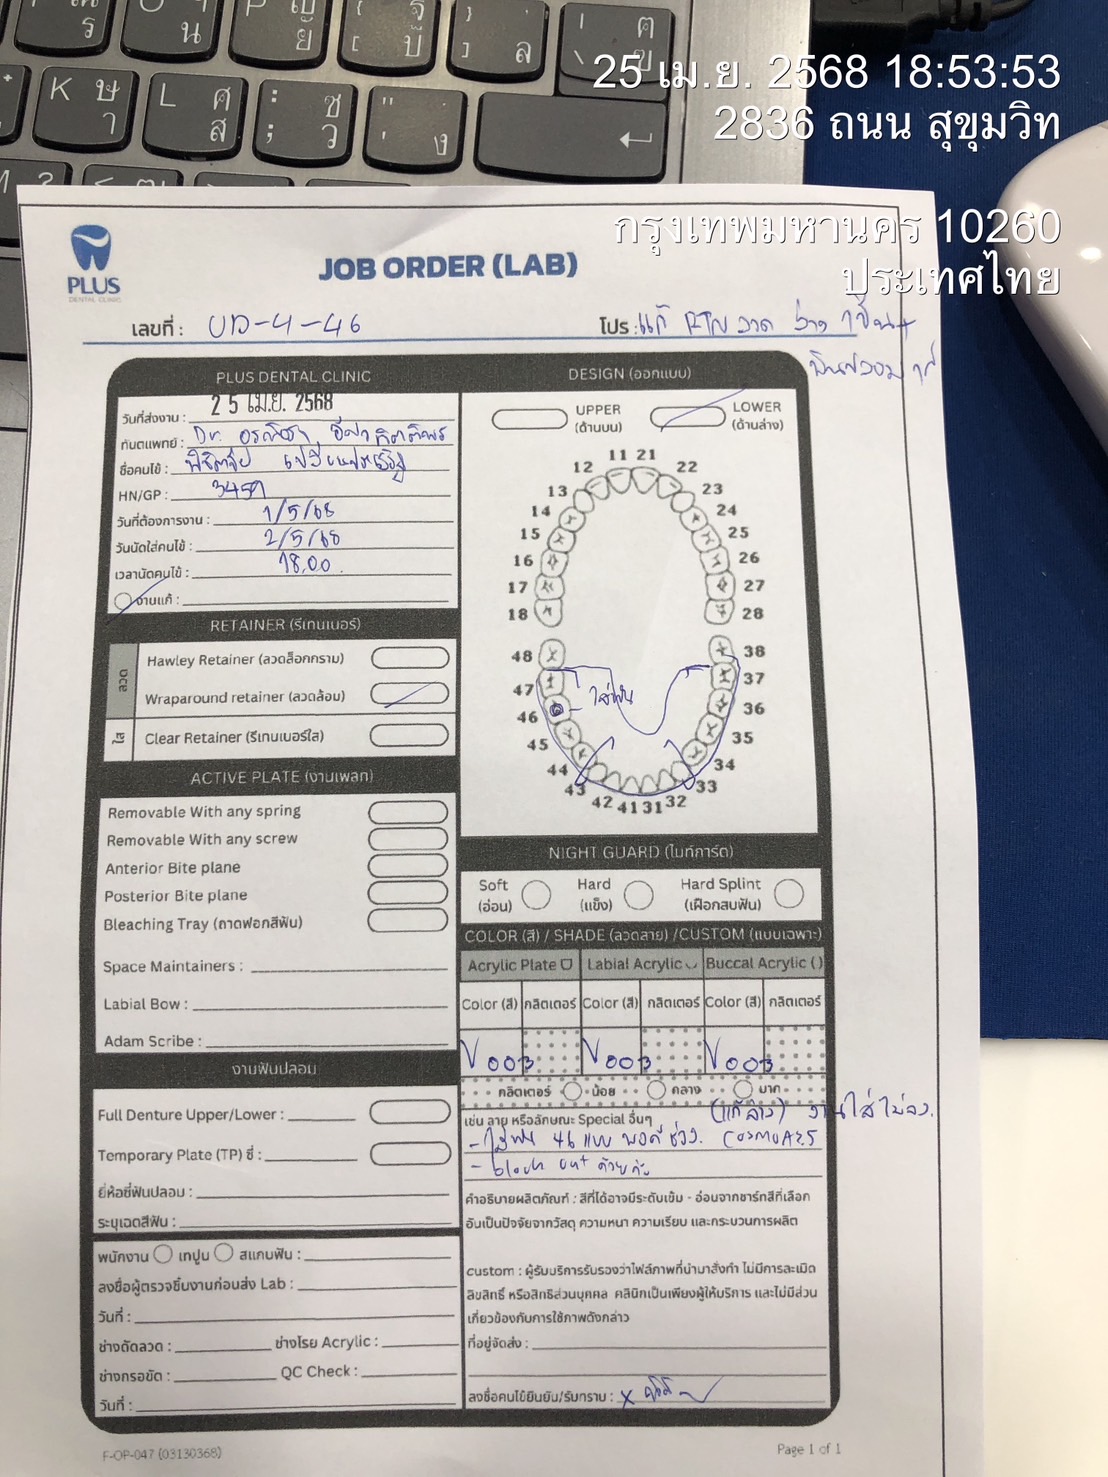 25 เม.ย. 2568 18:53:53
2836 ถนน สุขุมวิท
กรุงเทพมหานคร 10260
ประเทศไทย
PLUS
DENTAL CLINIC
JOB ORDER (LAB)
เลขที่ : UD-4-46
โปร : แก้ RTN ลวด ล่าง 1ชิ้น+
ฟันปลอม 1ซี่
PLUS DENTAL CLINIC
วันที่ส่งงาน : 25 เม.ย. 2568
ทันตแพทย์ : Dr.
ชื่อคนไข้ :
HN/GP : 3457
วันที่ต้องการงาน : 1/5/68
วันนัดใส่คนไข้ : 2/5/68
เวลานัดคนไข้ : 18.00
งานแก้ :
RETAINER (รีเทนเนอร์)
ลวด
Hawley Retainer (ลวดล็อกกราม)
Wraparound retainer (ลวดล้อม)
ใส
Clear Retainer (รีเทนเนอร์ใส)
ACTIVE PLATE (งานเพลท)
Removable With any spring
Removable With any screw
Anterior Bite plane
Posterior Bite plane
Bleaching Tray (ถาดฟอกสีฟัน)
Space Maintainers :
Labial Bow :
Adam Scribe :
งานฟันปลอม
Full Denture Upper/Lower :
Temporary Plate (TP) ซี่ :
ยี่ห้อซี่ฟันปลอม :
ระบุเฉดสีฟัน :
พนักงาน เทปูน สแกนฟัน :
ลงชื่อผู้ตรวจชิ้นงานก่อนส่ง Lab :
วันที่ :
ช่างดัดลวด : ช่างโรย Acrylic :
ช่างกรอขัด : QC Check :
วันที่ :
DESIGN (ออกแบบ)
UPPER (ด้านบน)
LOWER (ด้านล่าง)
11 21
12 22
13 23
14 24
15 25
16 26
17 27
18 28
48 38
47 37
46 ใส่ฟัน 36
45 35
44 34
43 33
42 41 31 32
NIGHT GUARD (ไนท์การ์ด)
Soft (อ่อน) Hard (แข็ง) Hard Splint (เฝือกสบฟัน)
COLOR (สี) / SHADE (ลวดลาย) /CUSTOM (แบบเฉพาะ)
Acrylic Plate Labial Acrylic Buccal Acrylic ()
Color (สี) กลิตเตอร์ Color (สี) กลิตเตอร์ Color (สี) กลิตเตอร์
V003 V003 V003
กลิตเตอร์ น้อย กลาง มาก
เช่น ลาย หรือลักษณะ Special อื่นๆ (แก้ล่าง) งานใส่ไม่ลง.
- ใส่ฟัน 46 แบบ พอดีช่อง. COSMO A3.5
- block out ด้วยค่ะ
คำอธิบายผลิตภัณฑ์ : สีที่ได้อาจมีระดับเข้ม - อ่อนจากชาร์ทสีที่เลือก
อันเป็นปัจจัยจากวัสดุ ความหนา ความเรียบ และกระบวนการผลิต
custom : ผู้รับบริการรับรองว่าไฟล์ภาพที่นำมาสั่งทำ ไม่มีการละเมิด
ลิขสิทธิ์ หรือสิทธิส่วนบุคคล คลินิกเป็นเพียงผู้ให้บริการ และไม่มีส่วน
เกี่ยวข้องกับการใช้ภาพดังกล่าว
ที่อยู่จัดส่ง :
ลงชื่อคนไข้ยืนยัน/รับทราบ : x
F-OP-047 (03130368)
Page 1 of 1